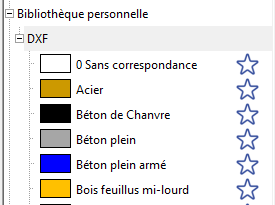 Bibliothèque personnelle
DXF
0 Sans correspondance
Acier
Béton de Chanvre
Béton plein
Béton plein armé
Bois feuillus mi-lourd